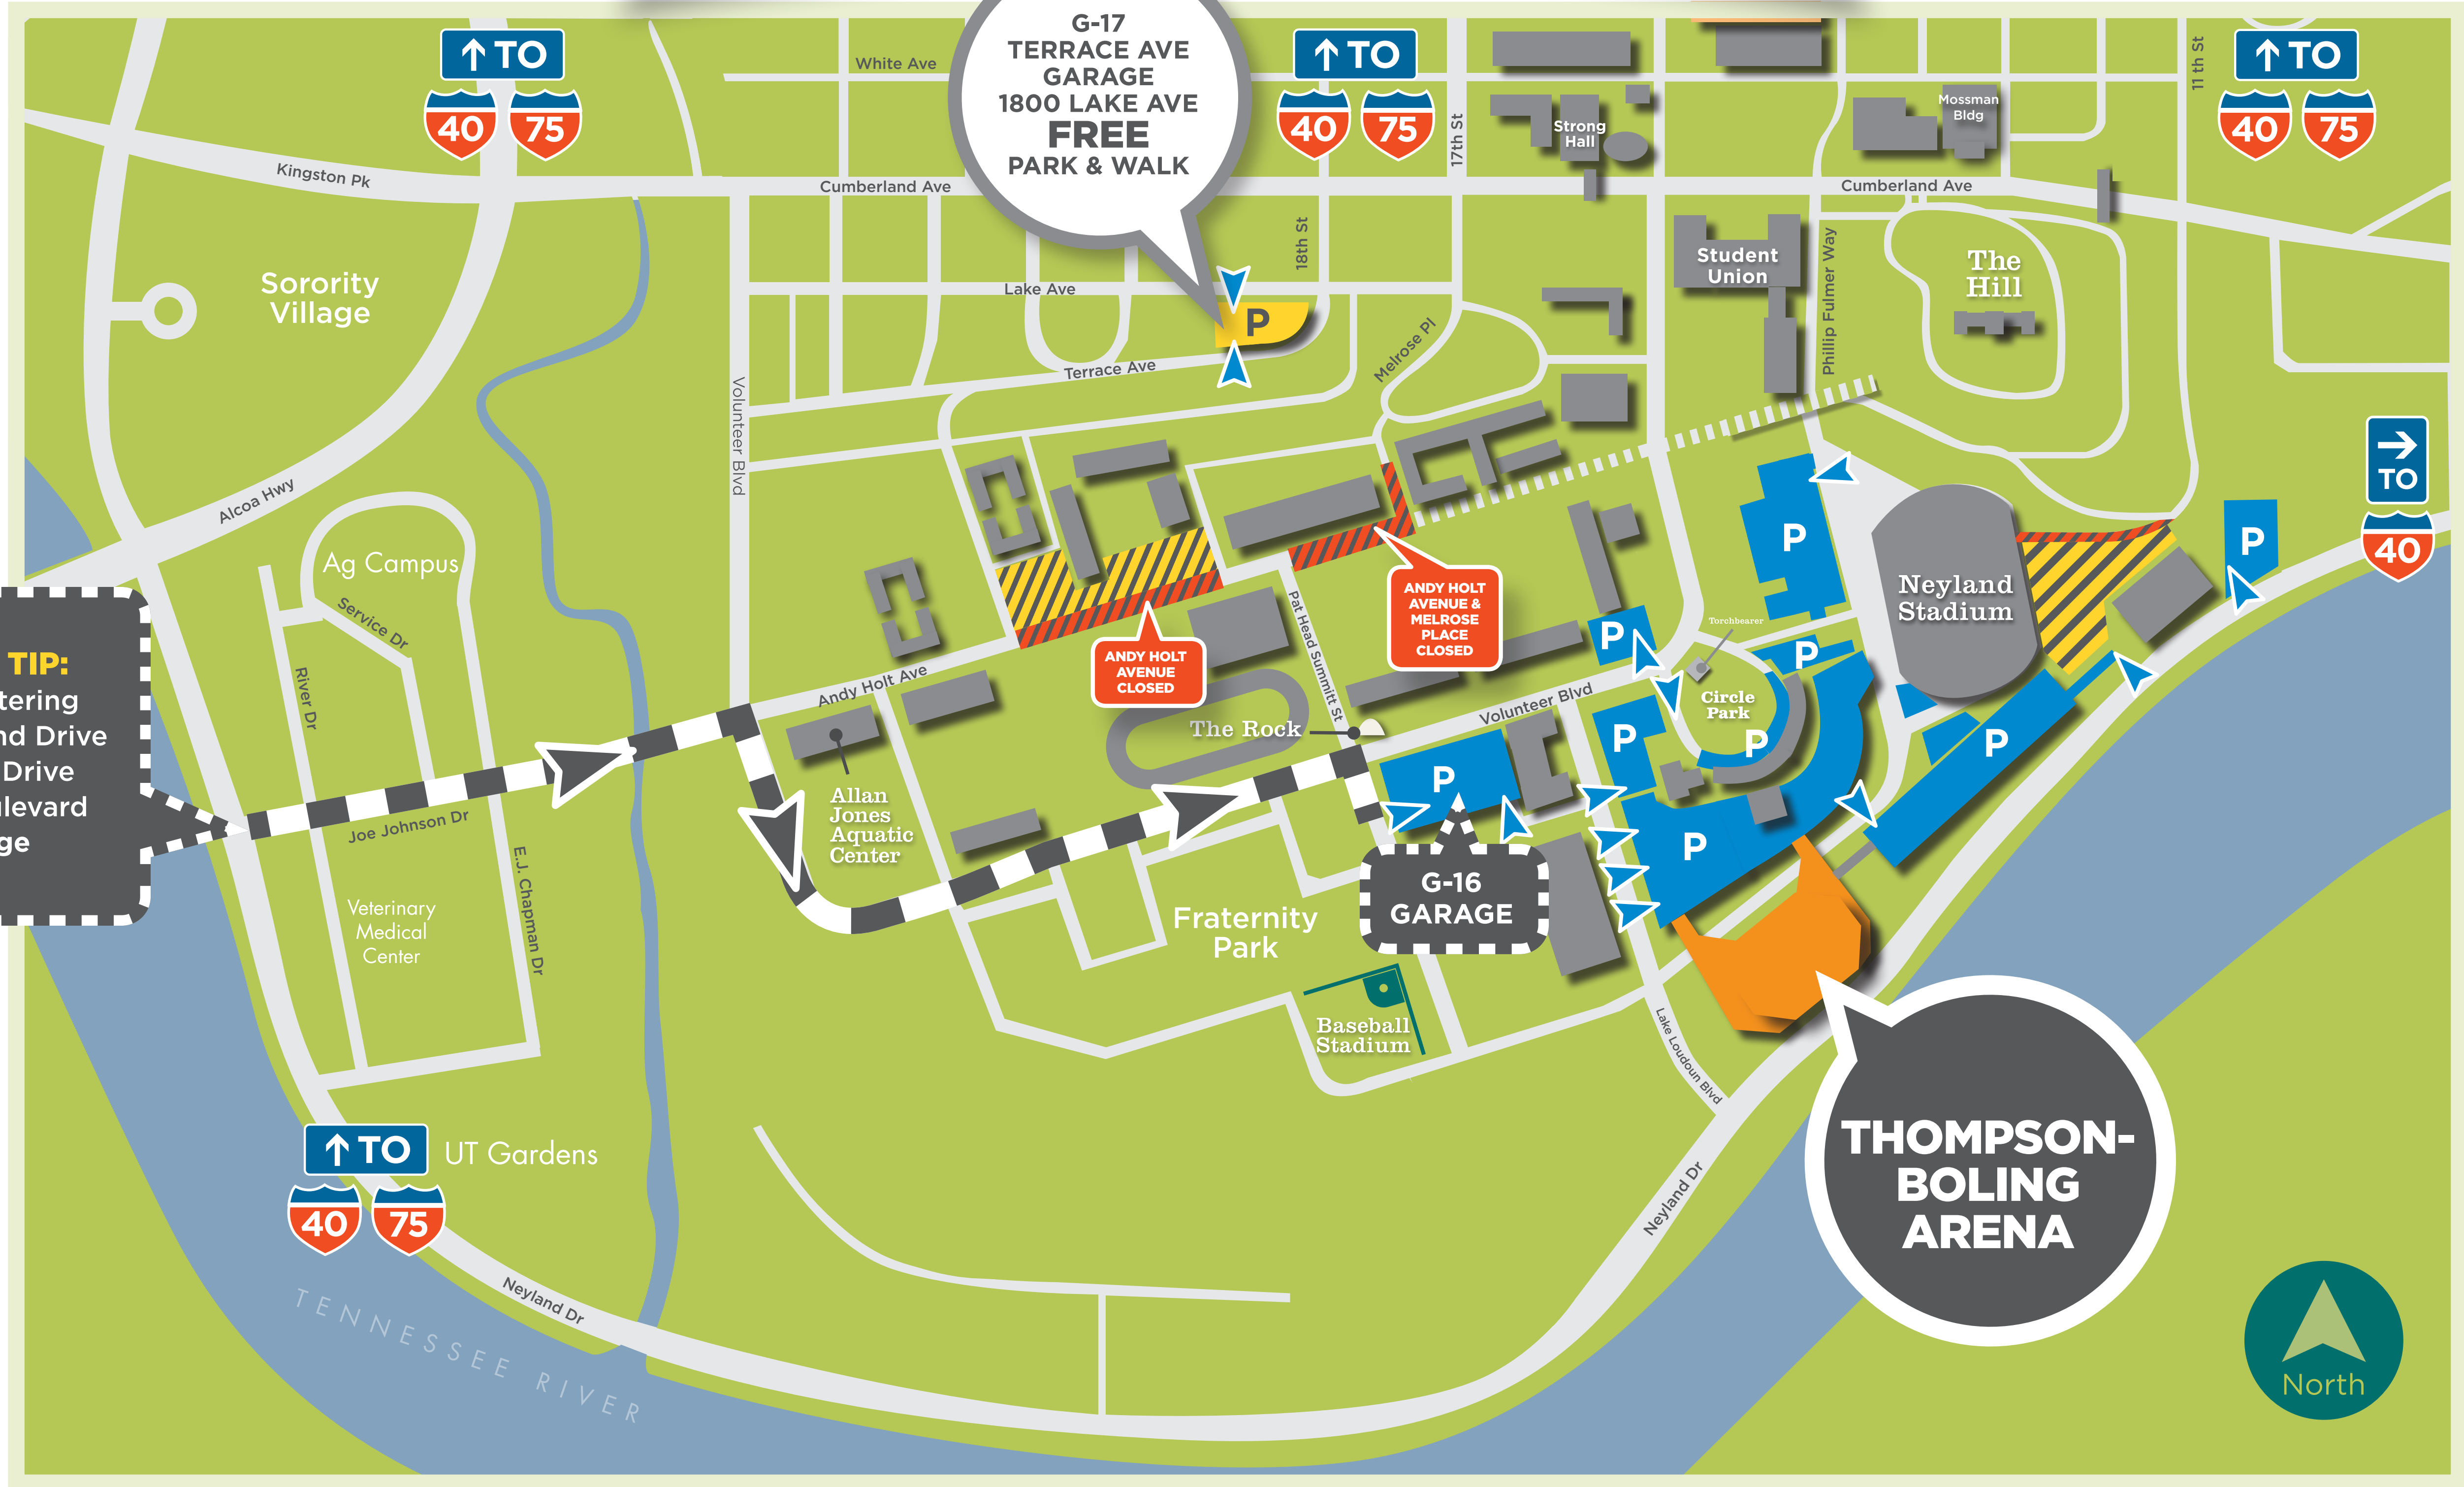 G-17
TERRACE AVE
GARAGE
1800 LAKE AVE
FREE
PARK & WALK
↑ TO
40 75
↑ TO
40 75
↑ TO
40 75
White Ave
17th St
11 th St
Strong
Hall
Mossman
Bldg
Kingston Pk
Cumberland Ave
Cumberland Ave
Sorority
Village
18th St
Student
Union
Phillip Fulmer Way
The
Hill
Lake Ave
P
Terrace Ave
Melrose Pl
Volunteer Blvd
Alcoa Hwy
→
TO
40
Ag Campus
Service Dr
River Dr
P
P
Neyland
Stadium
ANDY HOLT
AVENUE &
MELROSE
PLACE
CLOSED
ANDY HOLT
AVENUE
CLOSED
Pat Head Summitt St
P
Torchbearer
P
TIP:
tering
nd Drive
Drive
levard
ge
Andy Holt Ave
The Rock
Volunteer Blvd
Circle
Park
P
P
P
P
P
Joe Johnson Dr
Allan
Jones
Aquatic
Center
E.J. Chapman Dr
G-16
GARAGE
Veterinary
Medical
Center
Fraternity
Park
Baseball
Stadium
Lake Loudoun Blvd
THOMPSON-
BOLING
ARENA
↑ TO
40 75
UT Gardens
Neyland Dr
Neyland Dr
TENNESSEE RIVER
North